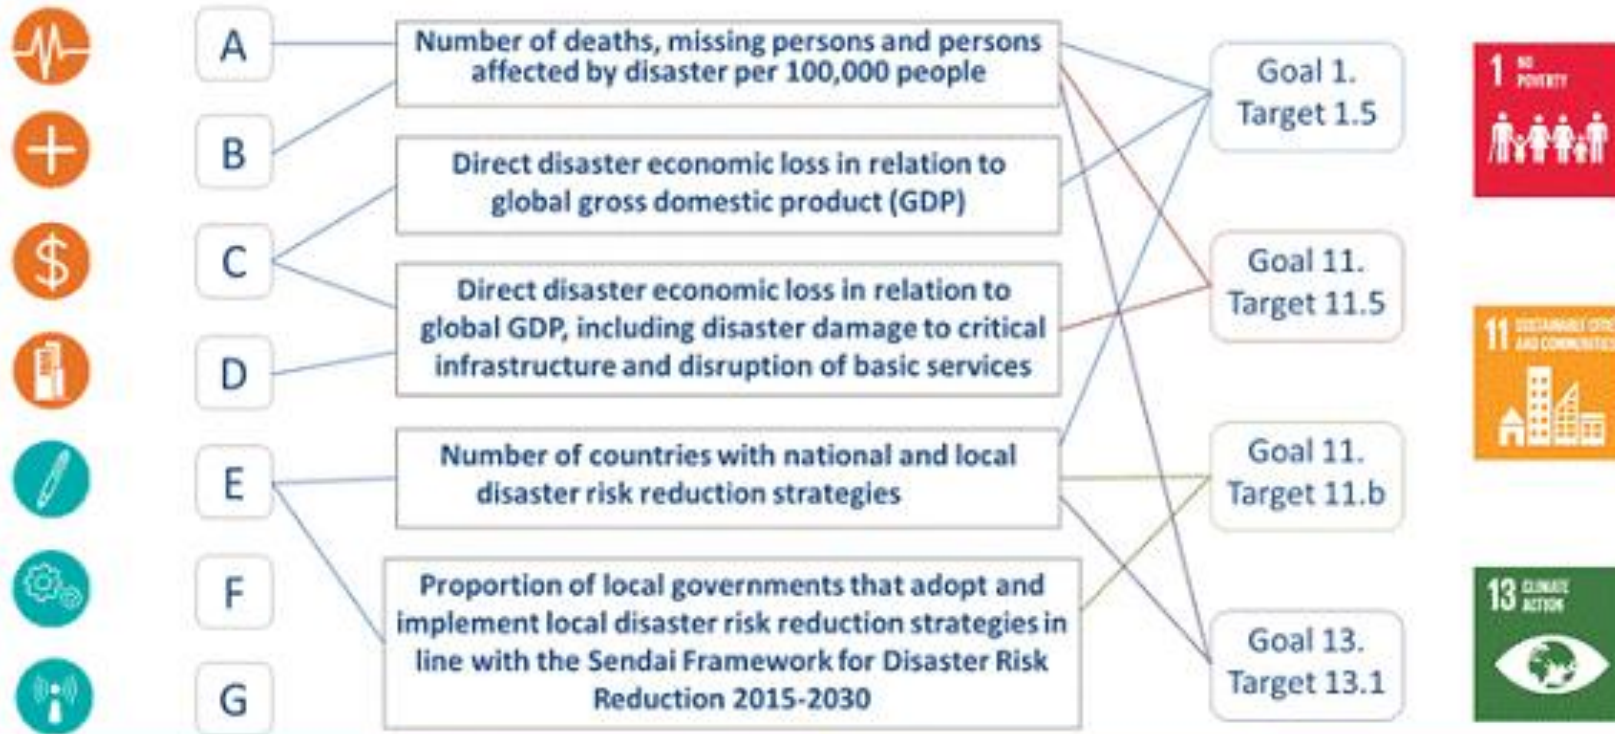 A
B
C
D
E
F
G
Number of deaths, missing persons and persons
affected by disaster per 100,000 people
Direct disaster economic loss in relation to
global gross domestic product (GDP)
Direct disaster economic loss in relation to
global GDP, including disaster damage to critical
infrastructure and disruption of basic services
Number of countries with national and local
disaster risk reduction strategies
Proportion of local governments that adopt and
implement local disaster risk reduction strategies in
line with the Sendai Framework for Disaster Risk
Reduction 2015-2030
Goal 1.
Target 1.5
Goal 11.
Target 11.5
Goal 11.
Target 11.b
Goal 13.
Target 13.1
1 NO
POVERTY
$
11 SUSTAINABLE CITIES
AND COMMUNITIES
13 CLIMATE
ACTION